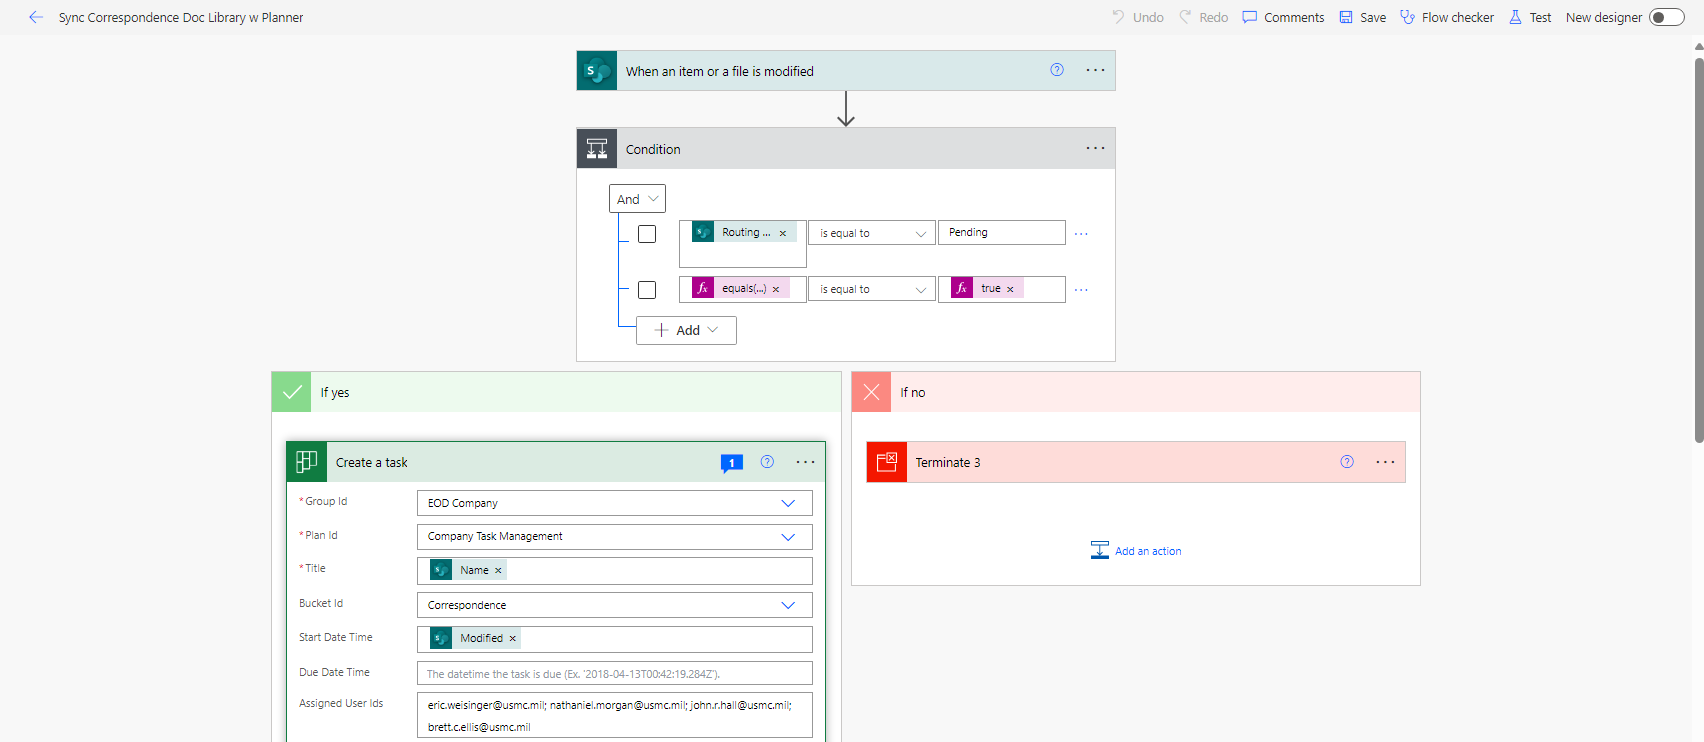 Sync Correspondence Doc Library w Planner
Undo
Redo
Comments
Save
Flow checker
Test
New designer
When an item or a file is modified
Condition
And
Routing ...
is equal to
Pending
fx equals(...)
is equal to
fx true
Add
If yes
If no
Create a task
1
Terminate 3
* Group Id
EOD Company
* Plan Id
Company Task Management
* Title
Name
Bucket Id
Correspondence
Start Date Time
Modified
Due Date Time
The datetime the task is due (Ex. '2018-04-13T00:42:19.284Z').
Assigned User Ids
eric.weisinger@usmc.mil; nathaniel.morgan@usmc.mil; john.r.hall@usmc.mil;
brett.c.ellis@usmc.mil
Add an action